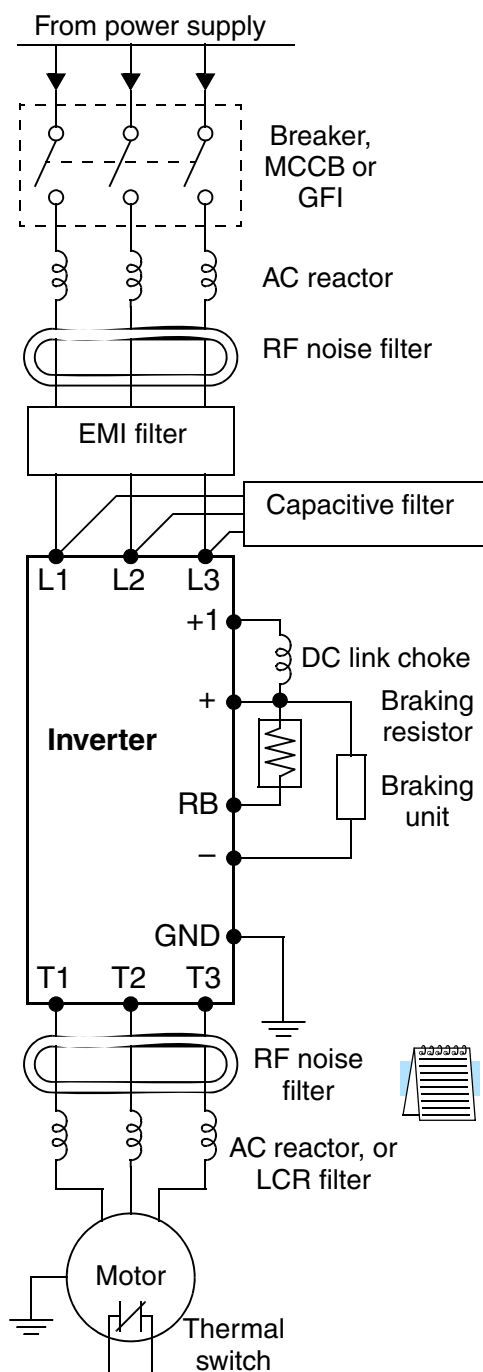 From power supply
Breaker,
MCCB or
GFI
AC reactor
RF noise filter
EMI filter
Capacitive filter
L1 L2 L3
+1
DC link choke
+
Braking
resistor
Inverter
Braking
unit
RB
–
GND
T1 T2 T3
RF noise
filter
AC reactor, or
LCR filter
Motor
Thermal
switch